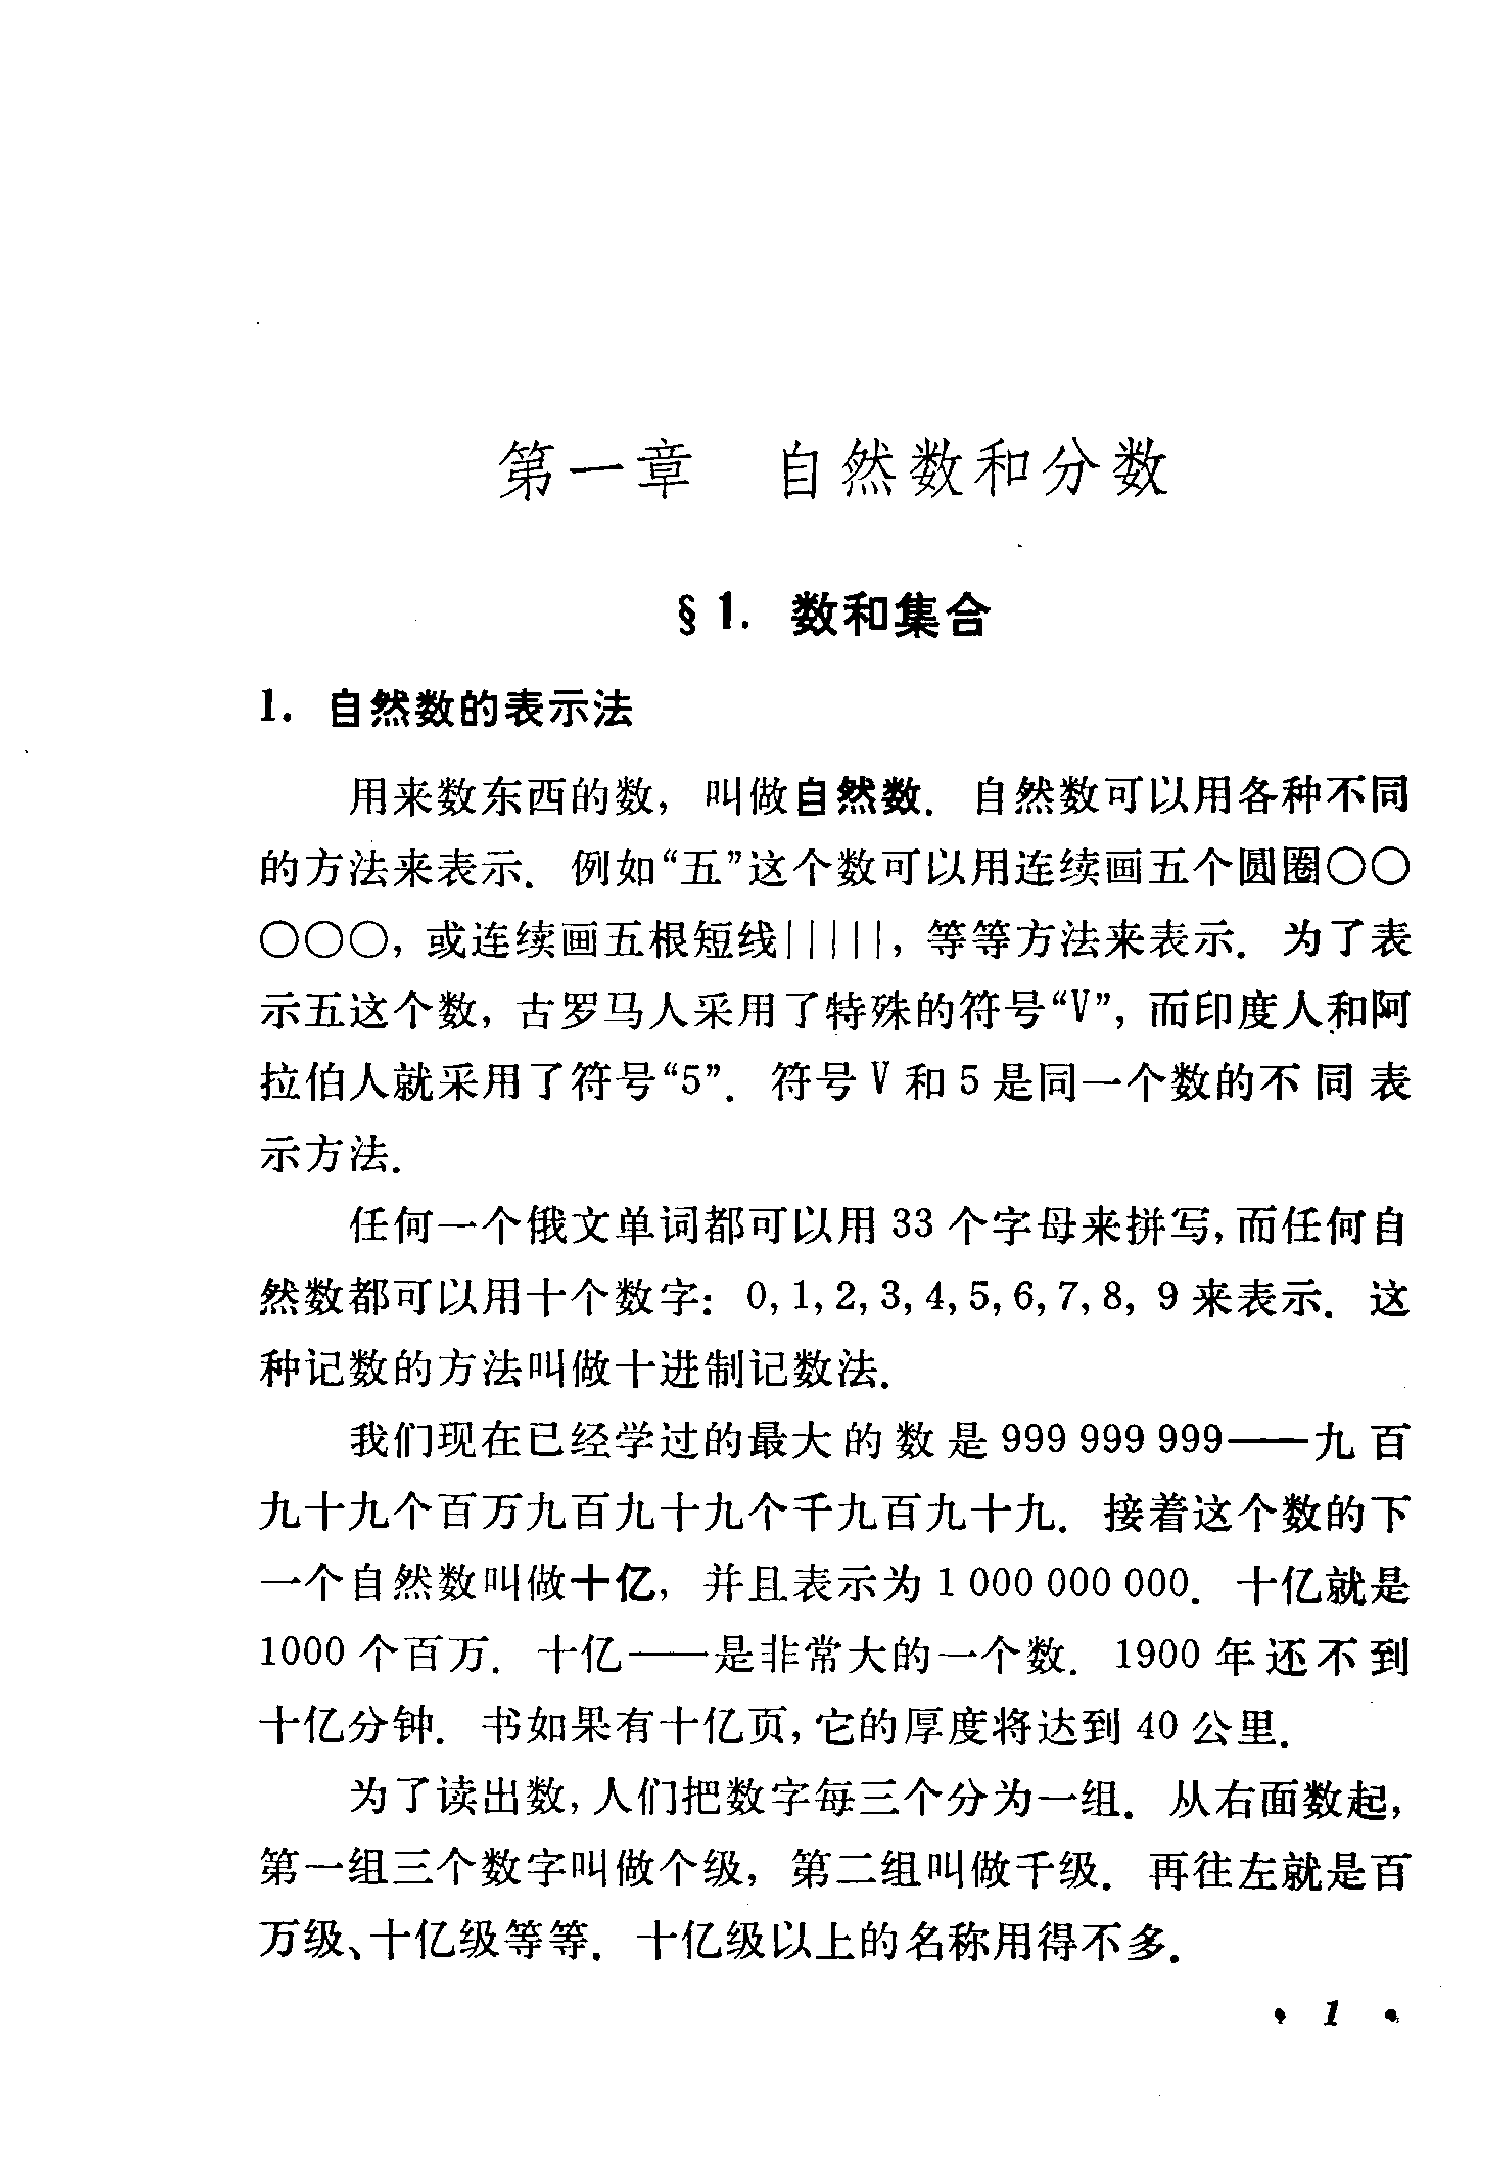 第一章 自然数和分数
§1. 数和集合
1. 自然数的表示法
用来数东西的数，叫做自然数．自然数可以用各种不同
的方法来表示．例如“五”这个数可以用连续画五个圆圈○○
○○○，或连续画五根短线|||||，等等方法来表示．为了表
示五这个数，古罗马人采用了特殊的符号“V”，而印度人和阿
拉伯人就采用了符号“5”．符号 V 和 5 是同一个数的不同表
示方法．
任何一个俄文单词都可以用 33 个字母来拼写，而任何自
然数都可以用十个数字：0, 1, 2, 3, 4, 5, 6, 7, 8, 9 来表示．这
种记数的方法叫做十进制记数法．
我们现在已经学过的最大的数是 999 999 999——九百
九十九个百万九百九十九个千九百九十九．接着这个数的下
一个自然数叫做十亿，并且表示为 1 000 000 000．十亿就是
1000 个百万．十亿——是非常大的一个数．1900 年还不到
十亿分钟．书如果有十亿页，它的厚度将达到 40 公里．
为了读出数，人们把数字每三个分为一组．从右面数起，
第一组三个数字叫做个级，第二组叫做千级．再往左就是百
万级、十亿级等等．十亿级以上的名称用得不多．
• 1 •